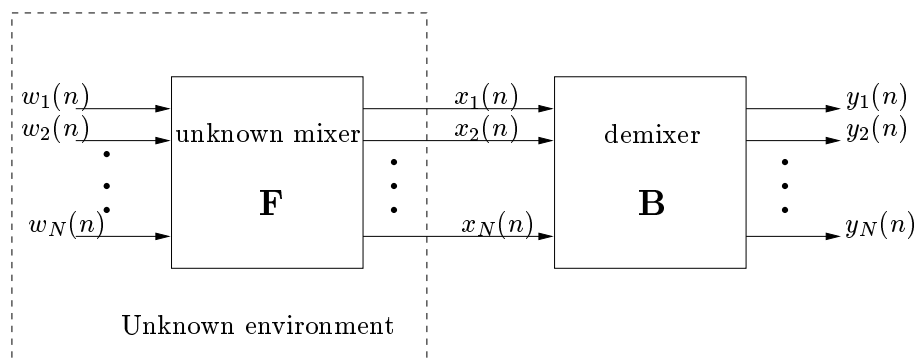 w_1(n) x_1(n) y_1(n)
w_2(n) unknown mixer x_2(n) demixer y_2(n)
F B
w_N(n) x_N(n) y_N(n)
Unknown environment